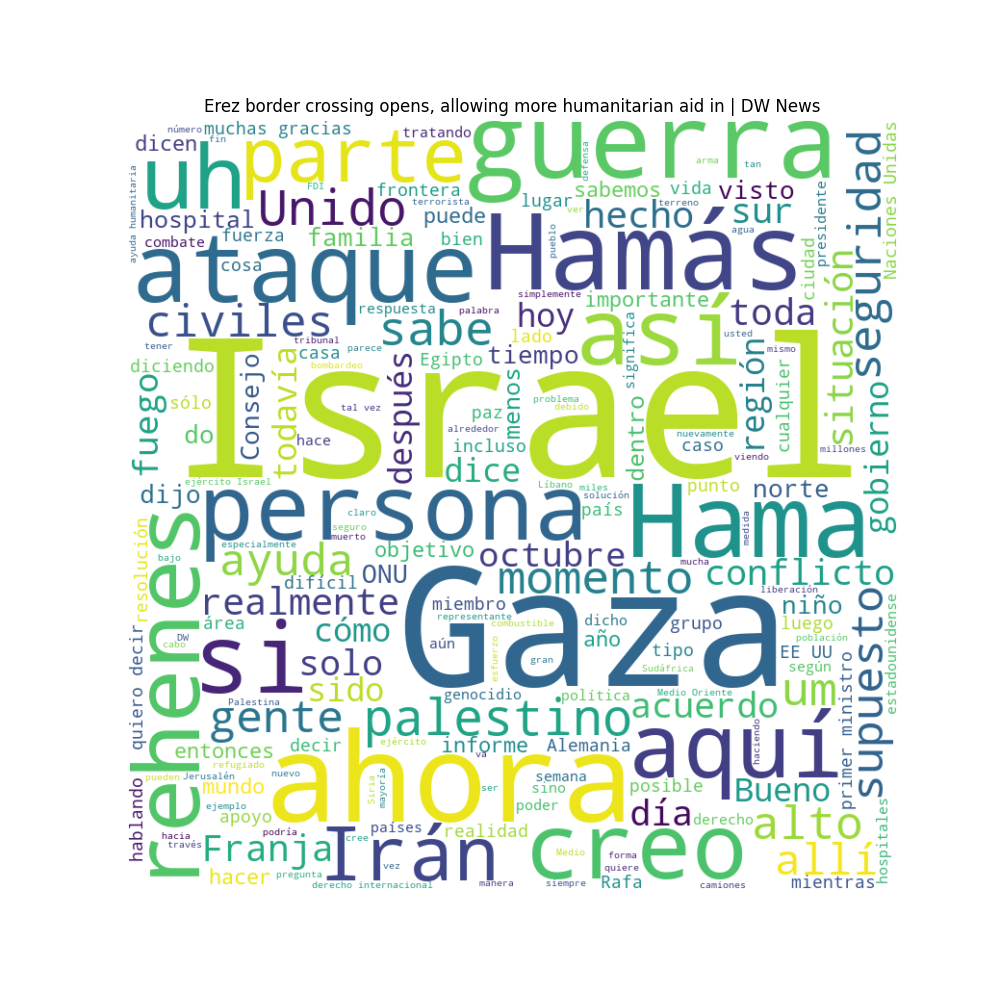 Erez border crossing opens, allowing more humanitarian aid in | DW News
número
fin
muchas gracias
tratando
dicen
uh
parte
guerra
defensa
arma
tan
Naciones Unidas
seguridad
ayuda humanitaria
FDI
frontera
terrorista
lugar
sabemos
vida
visto
ver
terreno
presidente
hospital
Unido
puede
hecho
sur
agua
combate
fuerza
familia
bien
Hamás
pueblo
ciudad
situación
ataque
cosa
simplemente
importante
civiles
respuesta
palabra
hoy
toda
sabe
así
usted
tribunal
lado
tener
casa
parece
Egipto
tiempo
significa
región
mismo
diciendo
bombardeo
Israel
fuego
Consejo
todavía
después
menos
problema
debido
cualquier
gobierno
sólo
tal vez
paz
do
hace
alrededor
incluso
dentro
caso
nuevamente
viendo
millones
dice
ejército Israel
Líbano
miles
punto
norte
dijo
persona
solución
país
Hama
medida
claro
seguro
muerto
resolución
rehenes
especialmente
bajo
ayuda
objetivo
octubre
mucha
difícil
ONU
momento
conflicto
liberación
realmente
Gaza
miembro
representante
niño
área
cómo
combustible
dicho
grupo
luego
supuesto
estadounidense
DW
cabo
si
aún
año
población
solo
esfuerzo
gran
tipo
EE UU
quiero decir
Sudáfrica
según
sido
genocidio
política
Medio Oriente
um
Palestina
acuerdo
primer ministro
gente
palestino
aquí
haciendo
entonces
decir
ejército
informe
Alemania
va
refugiado
ahora
pueden
Jerusalén
nuevo
Siria
mayoría
semana
hablando
mundo
ser
sino
posible
Bueno
ejemplo
apoyo
poder
día
derecho
alto
hospitales
hacia
través
podría
Irán
países
realidad
creo
Franja
cree
vez
Medio
forma
allí
hacer
pregunta
quiere
derecho internacional
manera
siempre
Rafa
camiones
mientras